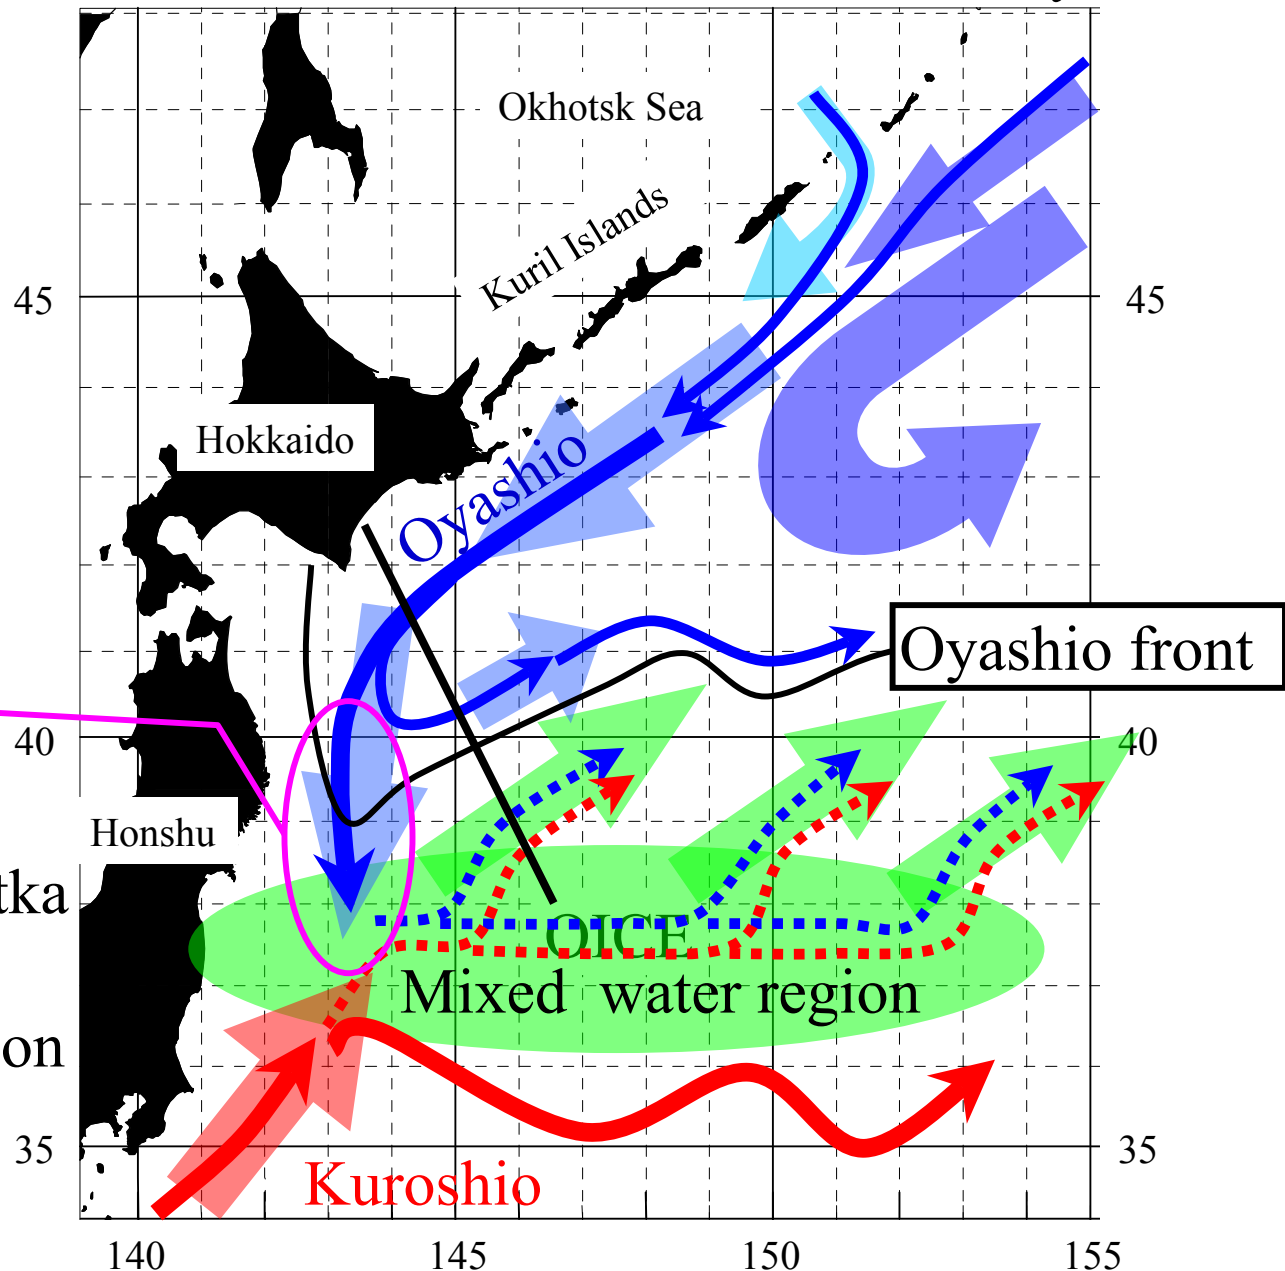 Okhotsk Sea
Kuril Islands
45
45
Hokkaido
Oyashio
Oyashio front
40
40
Honshu
tka
OICE
Mixed water region
on
35
35
Kuroshio
140
145
150
155